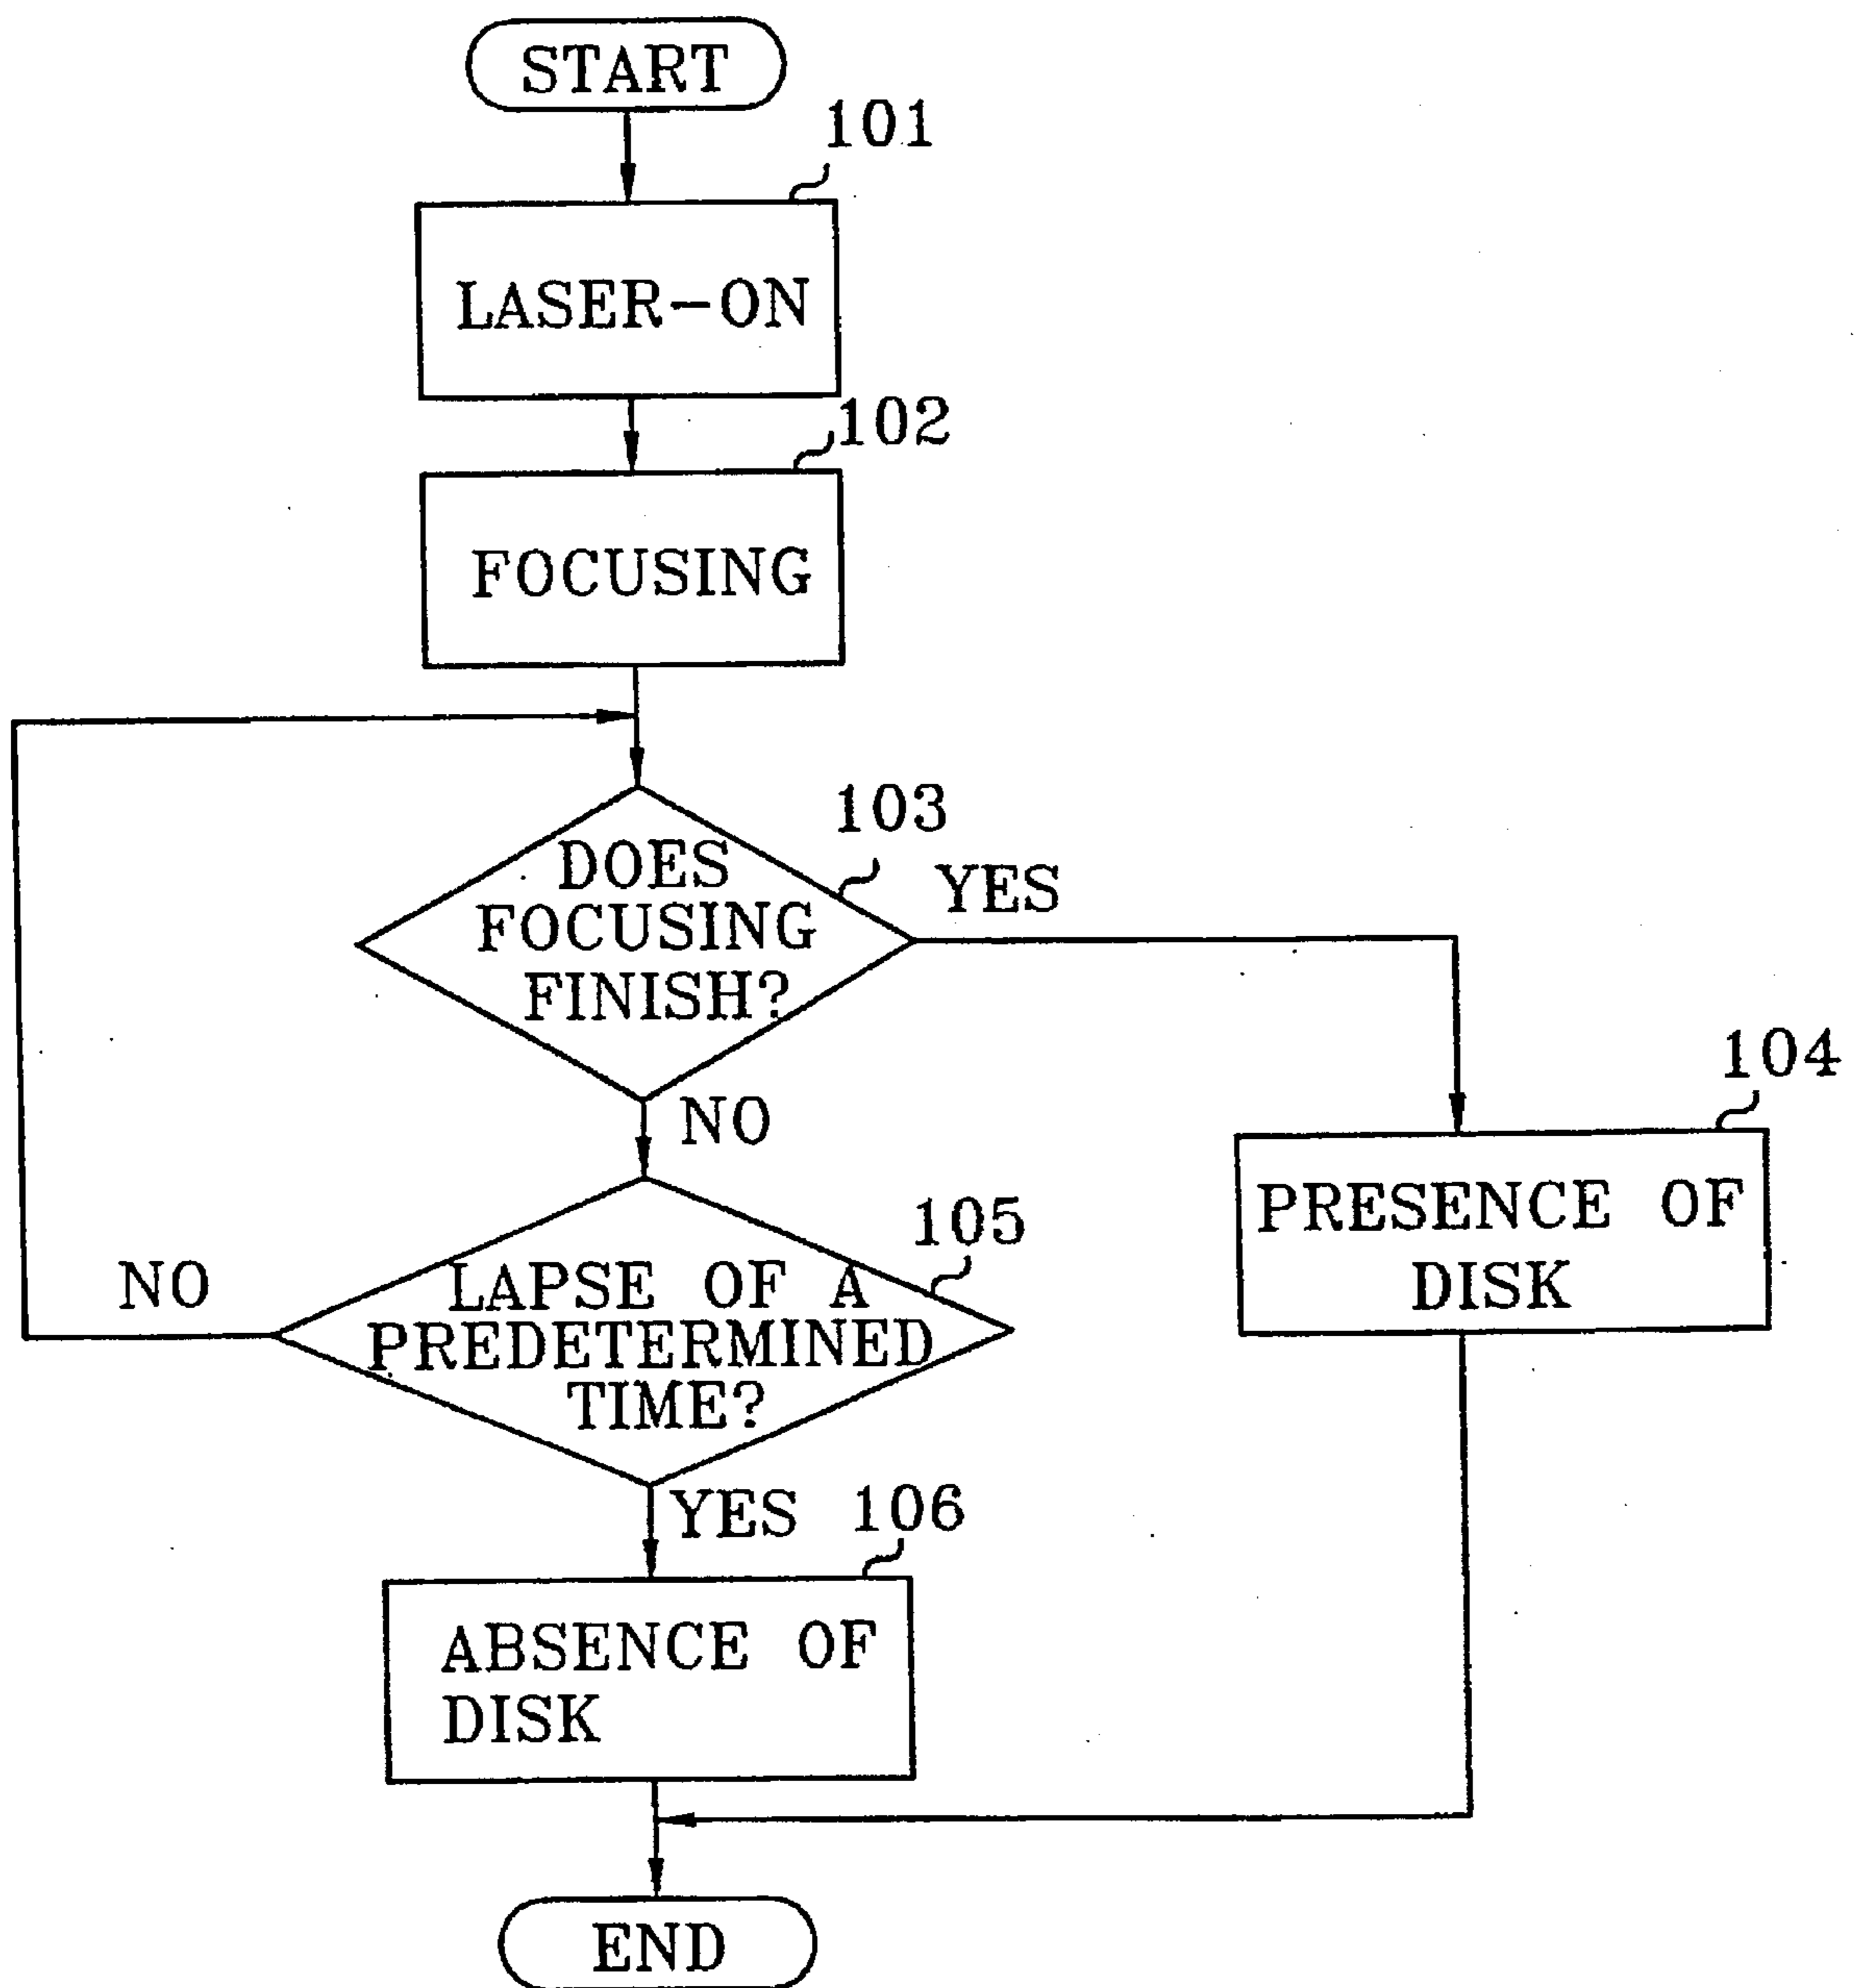 START
101
LASER-ON
102
FOCUSING
103
DOES
FOCUSING
FINISH?
YES
NO
104
PRESENCE OF
DISK
105
LAPSE OF A
PREDETERMINED
TIME?
NO
YES
106
ABSENCE OF
DISK
END